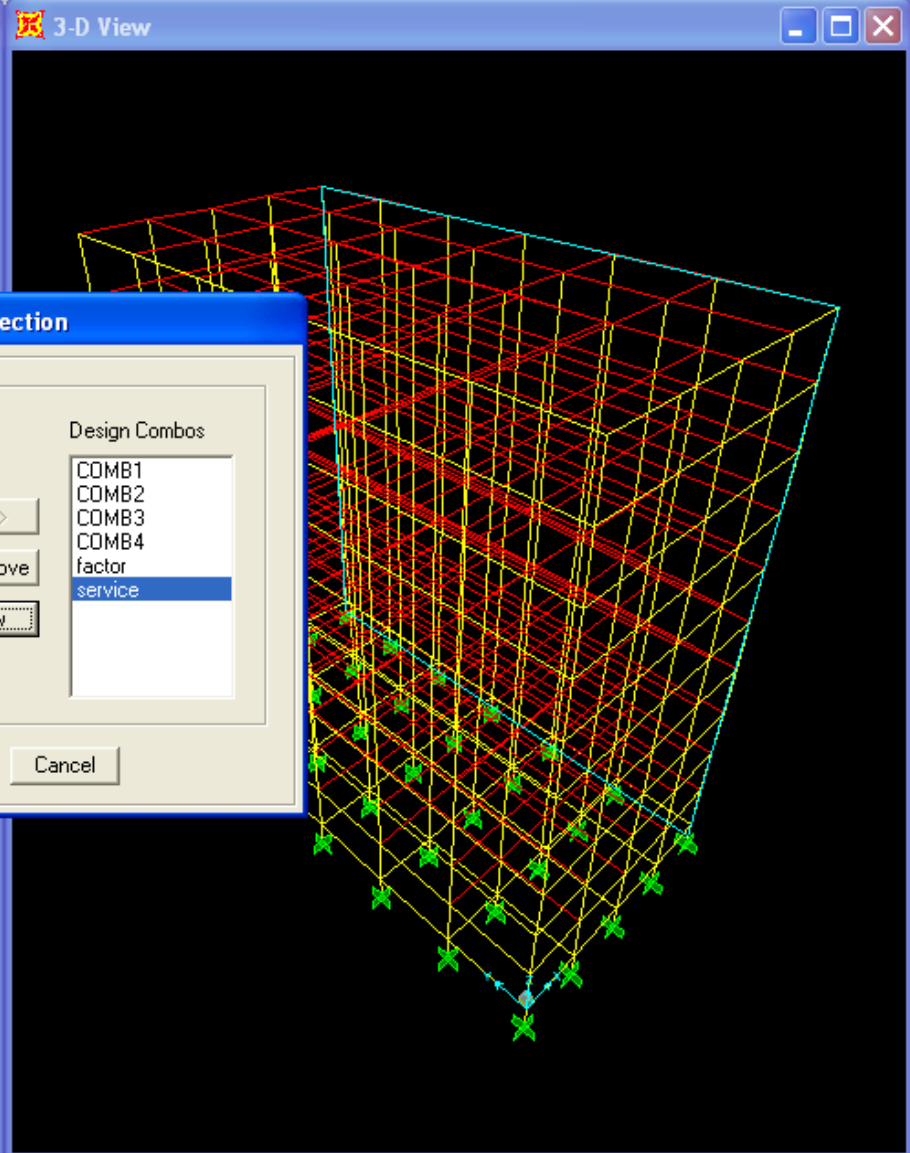 3-D View
ection
Design Combos
COMB1
COMB2
COMB3
COMB4
factor
ove
service
Cancel